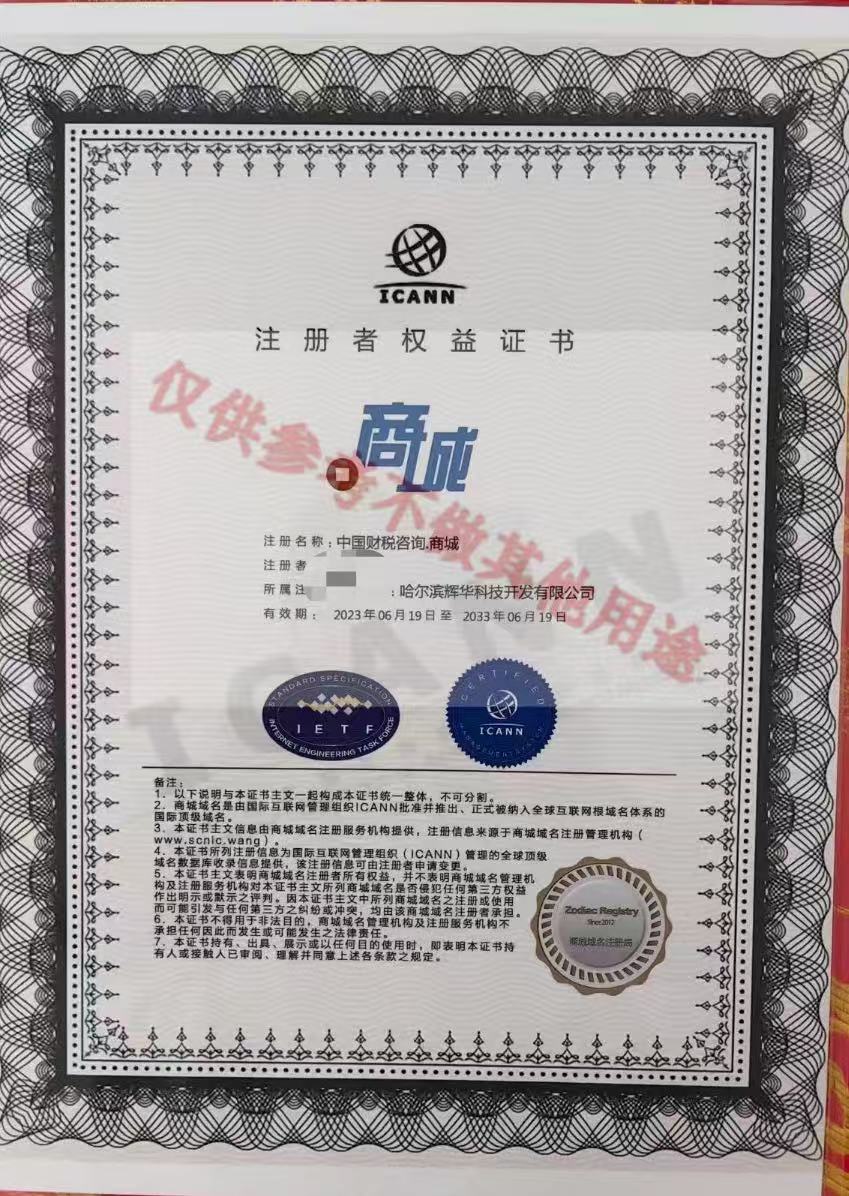 ICANN
注册者权益证书
商城
仅供参考不做其他用途
注册名称：中国财税咨询.商城
注册者
所属注 ：哈尔滨辉华科技开发有限公司
有效期： 2023年06月19日至 2033年06月19日
ICANN
STANDARD SPECIFICATION
IETF
INTERNET ENGINEERING TASK FORCE
CERTIFIED
ICANN
备注：
1．以下说明与本证书主文一起构成本证书统一整体，不可分割。
2．商城域名是由国际互联网管理组织ICANN批准并推出、正式被纳入全球互联网根域名体系的
国际顶级域名。
3．本证书主文信息由商城域名注册服务机构提供，注册信息来源于商城域名注册管理机构（
www.scnic.wang）。
4．本证书所列注册信息为国际互联网管理组织（ICANN）管理的全球顶级
域名数据库收录信息提供，该注册信息可由注册者申请变更。
5．本证书主文表明商城域名注册者所有权益，并不表明商城域名管理机
构及注册服务机构对本证书主文所列商城域名是否侵犯任何第三方权益
作出明示或默示之评判。因本证书主文中所列商城域名之注册或使用
而可能引发与任何第三方之纠纷或冲突，均由该商城域名注册者承担。
6．本证书不得用于非法目的，商城域名管理机构及注册服务机构不
承担任何因此而发生或可能发生之法律责任。
7．本证书持有、出具、展示或以任何目的使用时，即表明本证书持
有人或接触人已审阅、理解并同意上述各条款之规定。
Zodiac Registry
Since2012
商城域名注册局